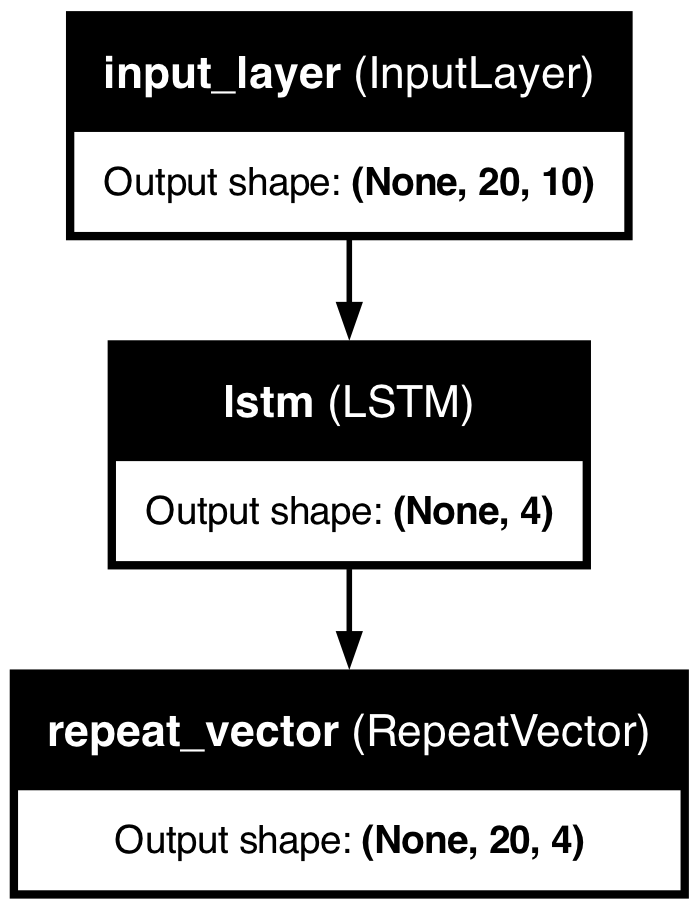 input_layer (InputLayer)
Output shape: (None, 20, 10)
lstm (LSTM)
Output shape: (None, 4)
repeat_vector (RepeatVector)
Output shape: (None, 20, 4)